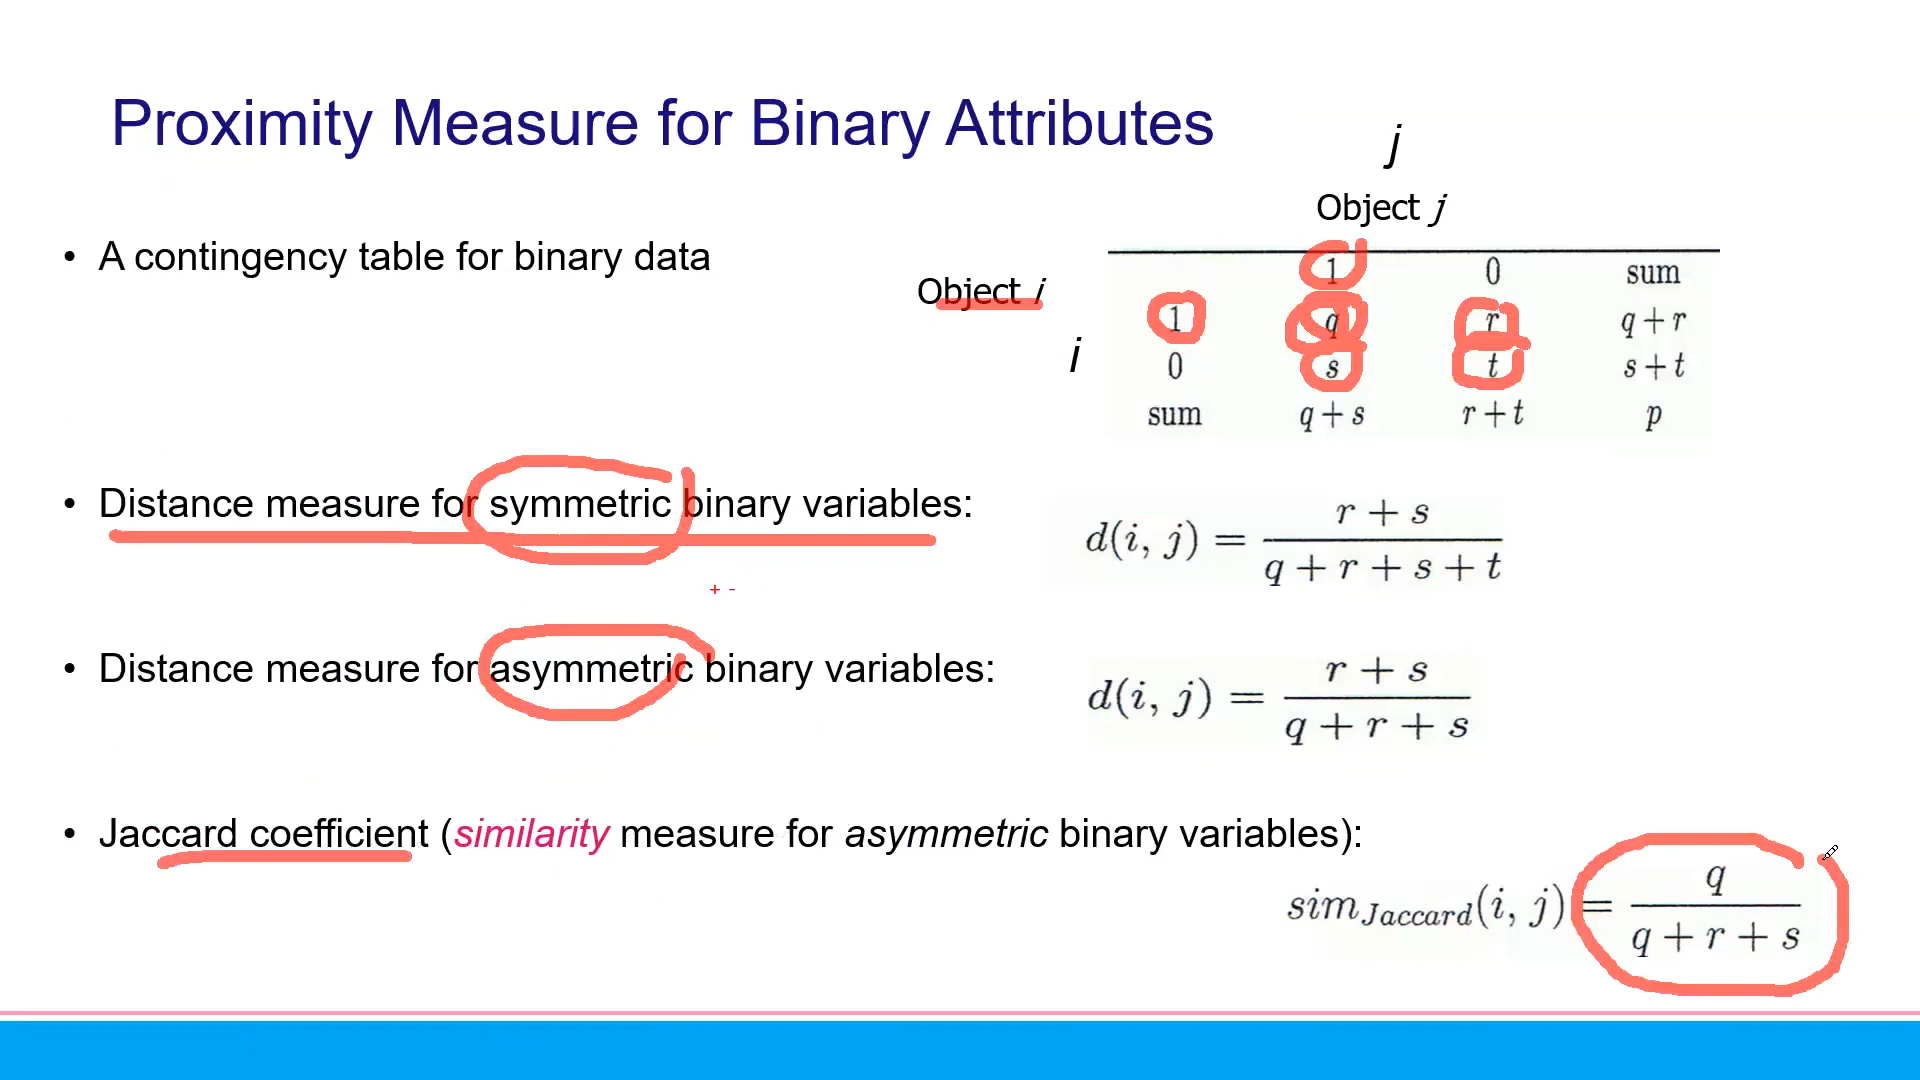 Proximity Measure for Binary Attributes
j
Object j
• A contingency table for binary data
Object i
i
1 0 sum
1 q r q + r
0 s t s + t
sum q + s r + t p
• Distance measure for symmetric binary variables:
d(i, j) = r + s / q + r + s + t
+ -
• Distance measure for asymmetric binary variables:
d(i, j) = r + s / q + r + s
• Jaccard coefficient (similarity measure for asymmetric binary variables):
simJaccard(i, j) = q / q + r + s